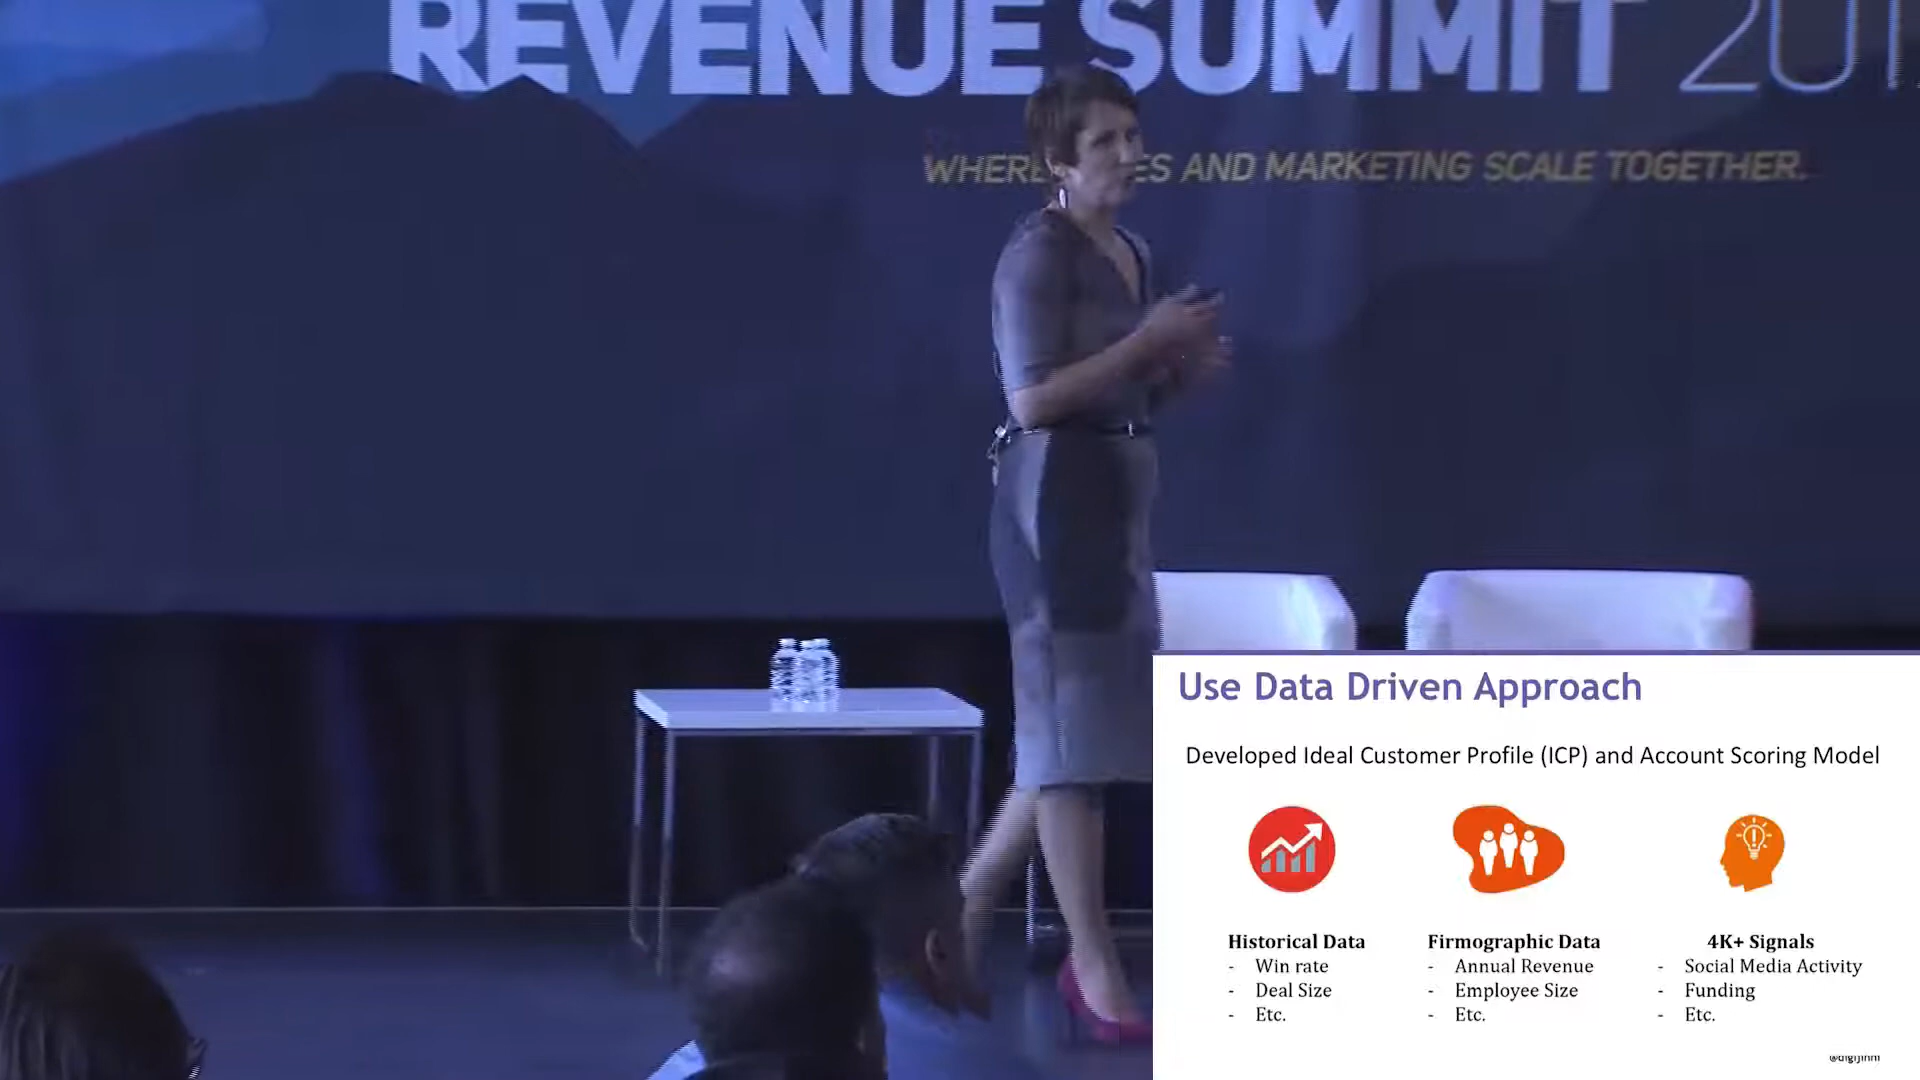 REVENUE SUMMIT 201
WHERE ES AND MARKETING SCALE TOGETHER.
Use Data Driven Approach
Developed Ideal Customer Profile (ICP) and Account Scoring Model
Historical Data
- Win rate
- Deal Size
- Etc.
Firmographic Data
- Annual Revenue
- Employee Size
- Etc.
4K+ Signals
- Social Media Activity
- Funding
- Etc.